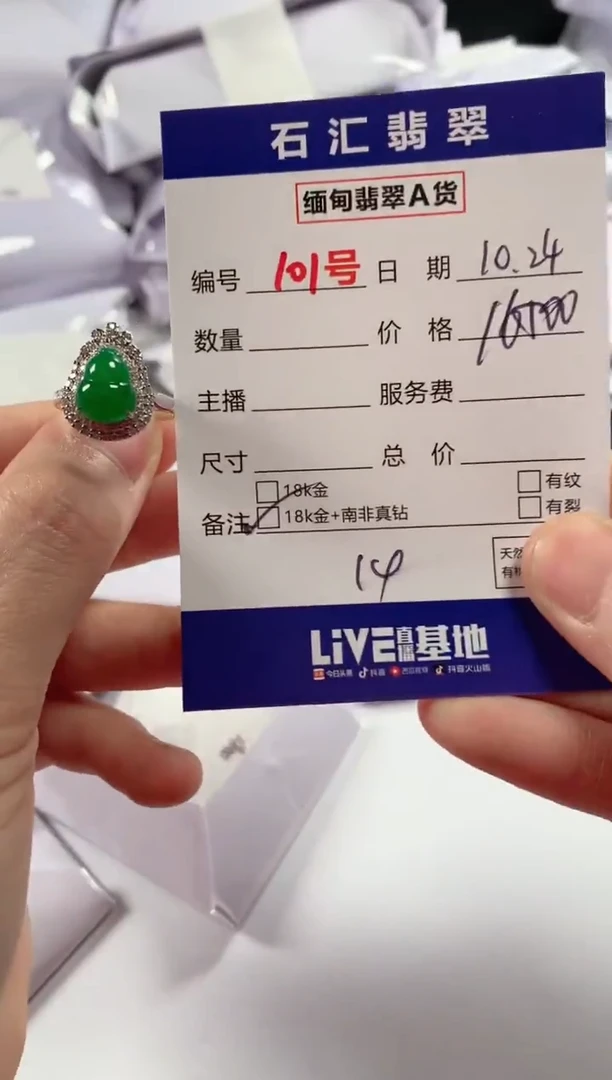 石汇翡翠
缅甸翡翠A货
编号 101号 日期 10.24
数量 价格
主播 服务费
尺寸 总价
18k金 有纹
备注 18k金+南非真钻 有裂
天然
14
LiVE直播基地
今日头条 抖音 西瓜视频 抖音火山版